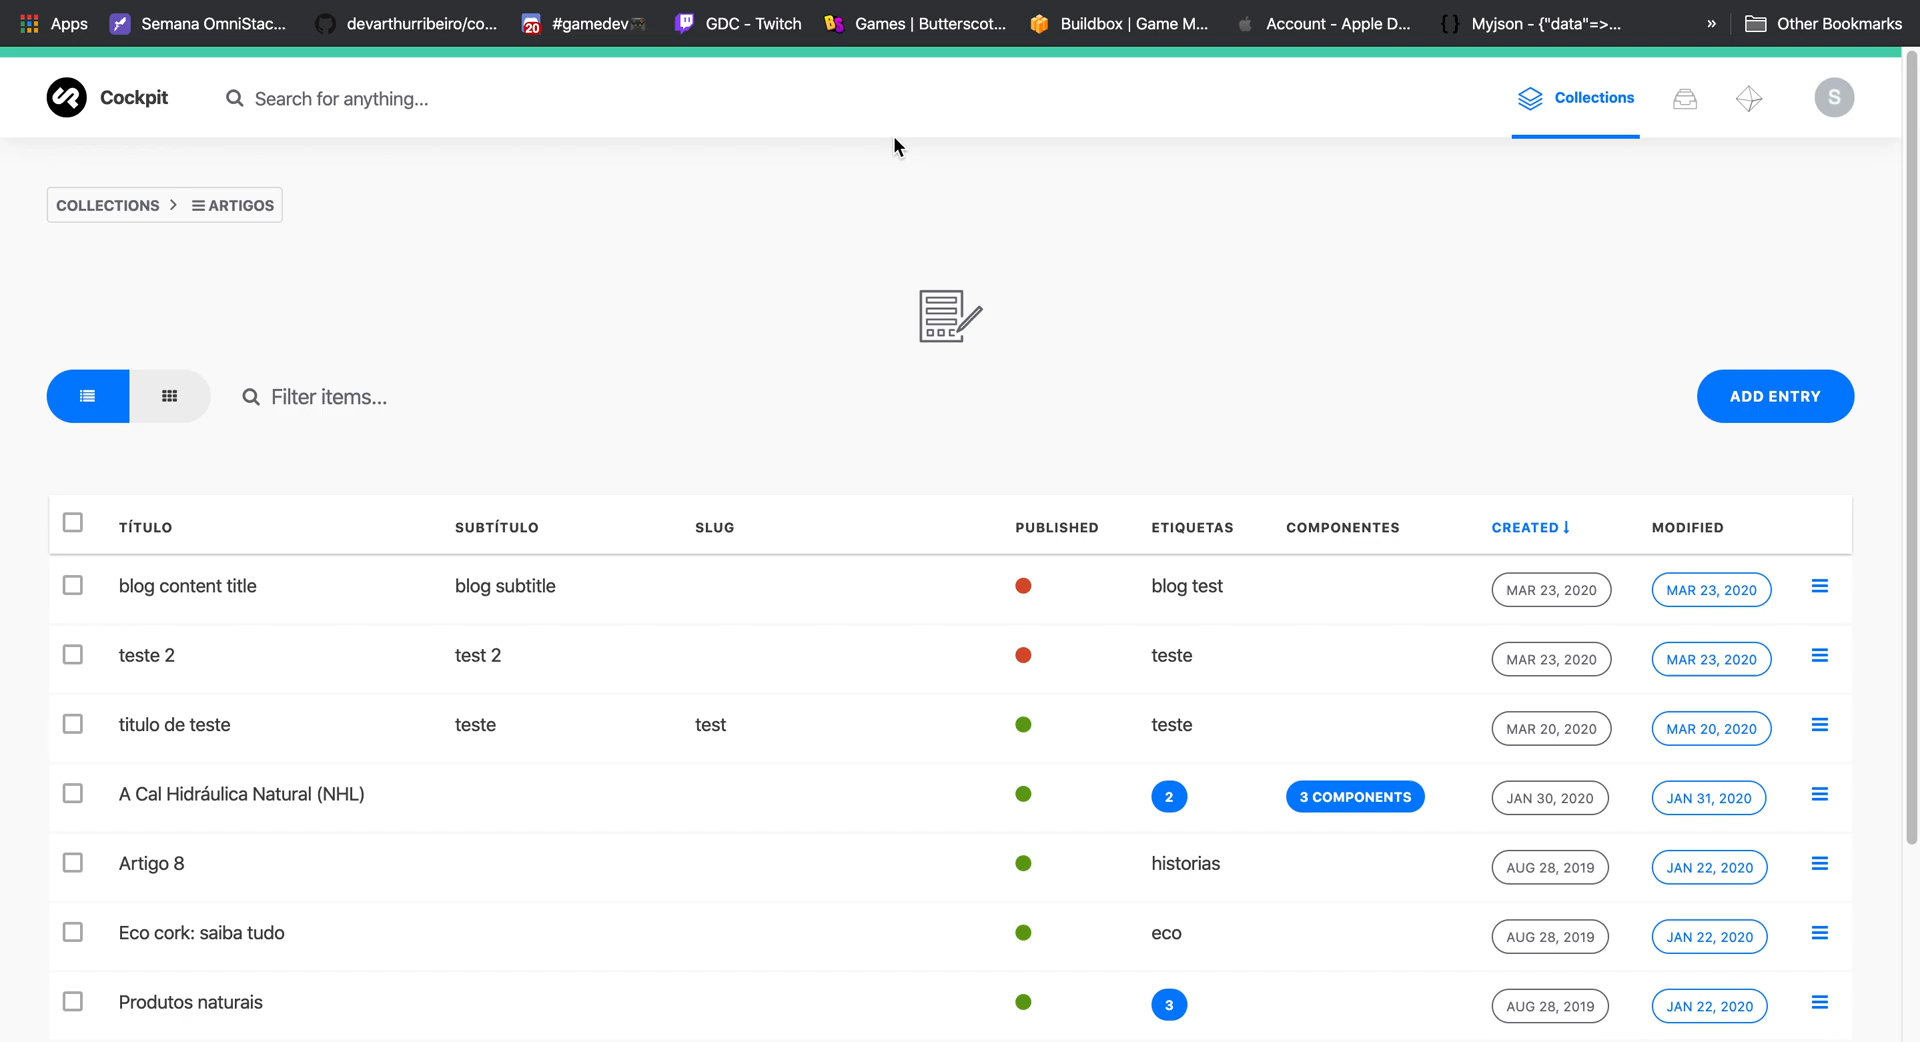 Apps Semana OmniStac... devarthurribeiro/co... 20 #gamedev🎮 GDC - Twitch Games | Butterscot... Buildbox | Game M... Account - Apple D... Myjson - {"data"=>... » Other Bookmarks
Cockpit Search for anything... Collections S
COLLECTIONS > ARTIGOS
Filter items... ADD ENTRY
TÍTULO SUBTÍTULO SLUG PUBLISHED ETIQUETAS COMPONENTES CREATED MODIFIED
blog content title blog subtitle blog test MAR 23, 2020 MAR 23, 2020
teste 2 test 2 teste MAR 23, 2020 MAR 23, 2020
titulo de teste teste test teste MAR 20, 2020 MAR 20, 2020
A Cal Hidráulica Natural (NHL) 2 3 COMPONENTS JAN 30, 2020 JAN 31, 2020
Artigo 8 historias AUG 28, 2019 JAN 22, 2020
Eco cork: saiba tudo eco AUG 28, 2019 JAN 22, 2020
Produtos naturais 3 AUG 28, 2019 JAN 22, 2020